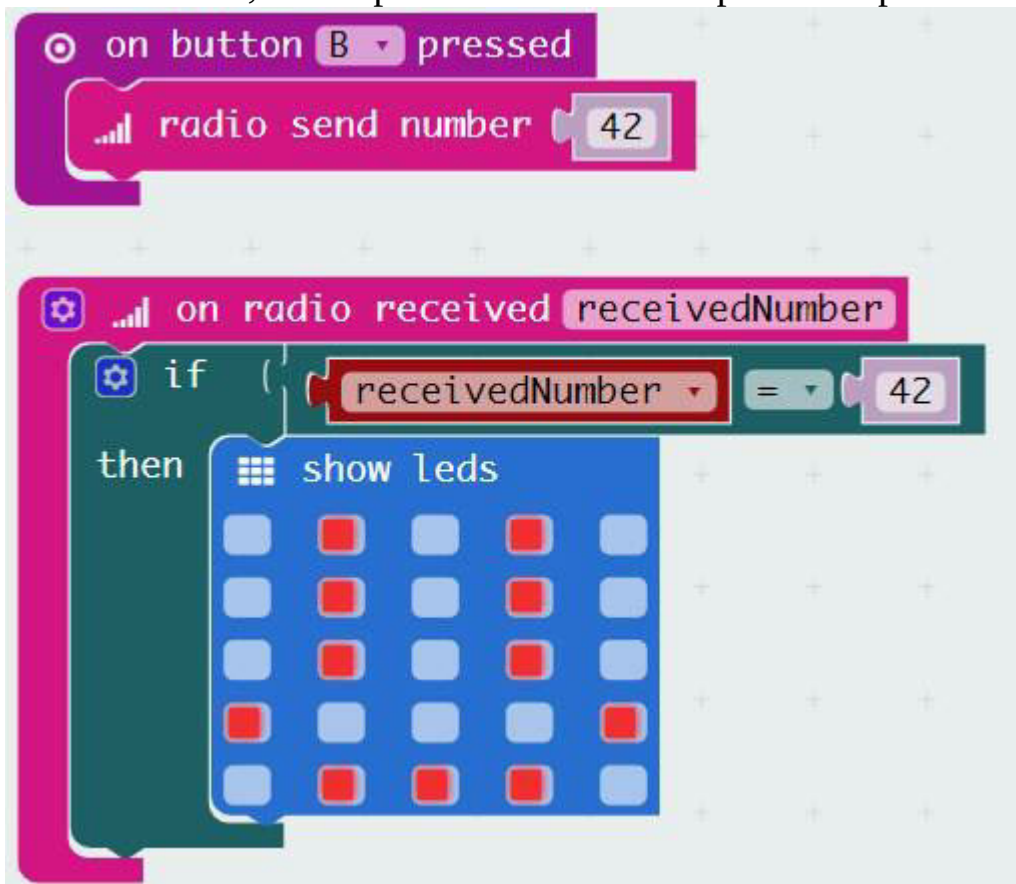 on button B pressed
radio send number 42
on radio received receivedNumber
if receivedNumber = 42
then show leds